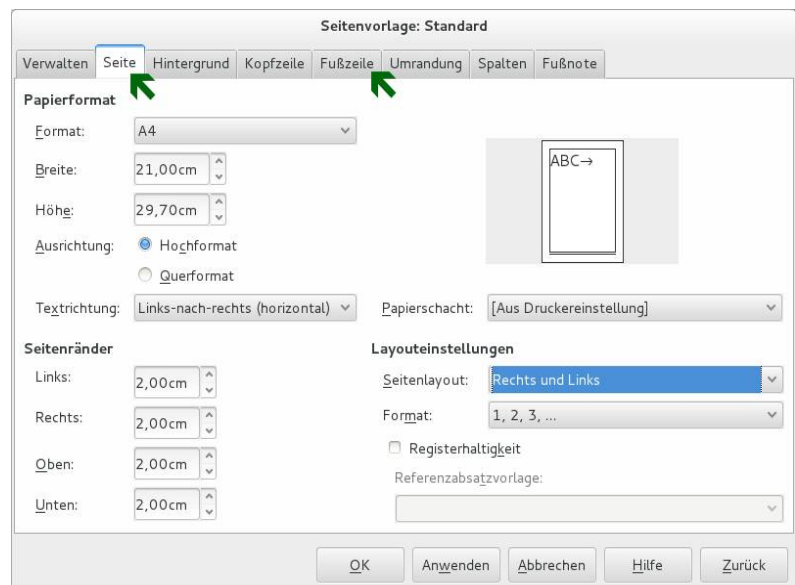 Seitenvorlage: Standard
Verwalten Seite Hintergrund Kopfzeile Fußzeile Umrandung Spalten Fußnote
Papierformat
Format: A4
Breite: 21,00cm
Höhe: 29,70cm
Ausrichtung: Hochformat
Querformat
ABC→
Textrichtung: Links-nach-rechts (horizontal) Papierschacht: [Aus Druckereinstellung]
Seitenränder Layouteinstellungen
Links: 2,00cm Seitenlayout: Rechts und Links
Rechts: 2,00cm Format: 1, 2, 3, ...
Registerhaltigkeit
Oben: 2,00cm Referenzabsatzvorlage:
Unten: 2,00cm
OK Anwenden Abbrechen Hilfe Zurück